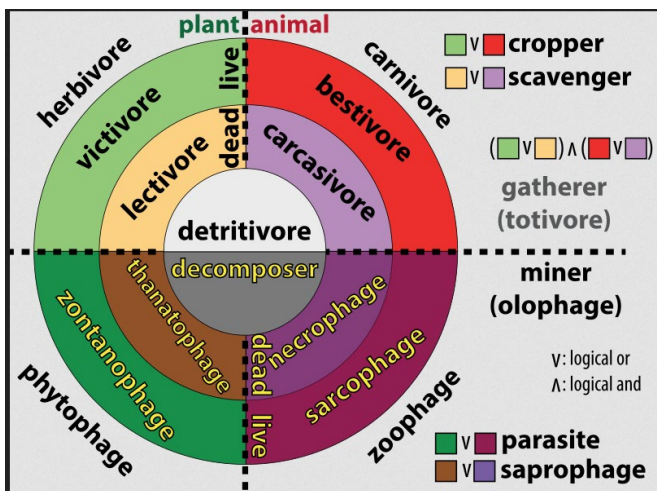 plant animal
herbivore
carnivore
live
dead
victivore
lectivore
bestivore
carcasivore
detritivore
decomposer
v cropper
v scavenger
( v ) ʌ ( v )
gatherer
(totivore)
miner
(olophage)
zontanophage
thanatophage
necrophage
sarcophage
dead live
phytophage
zoophage
v: logical or
ʌ: logical and
v parasite
v saprophage